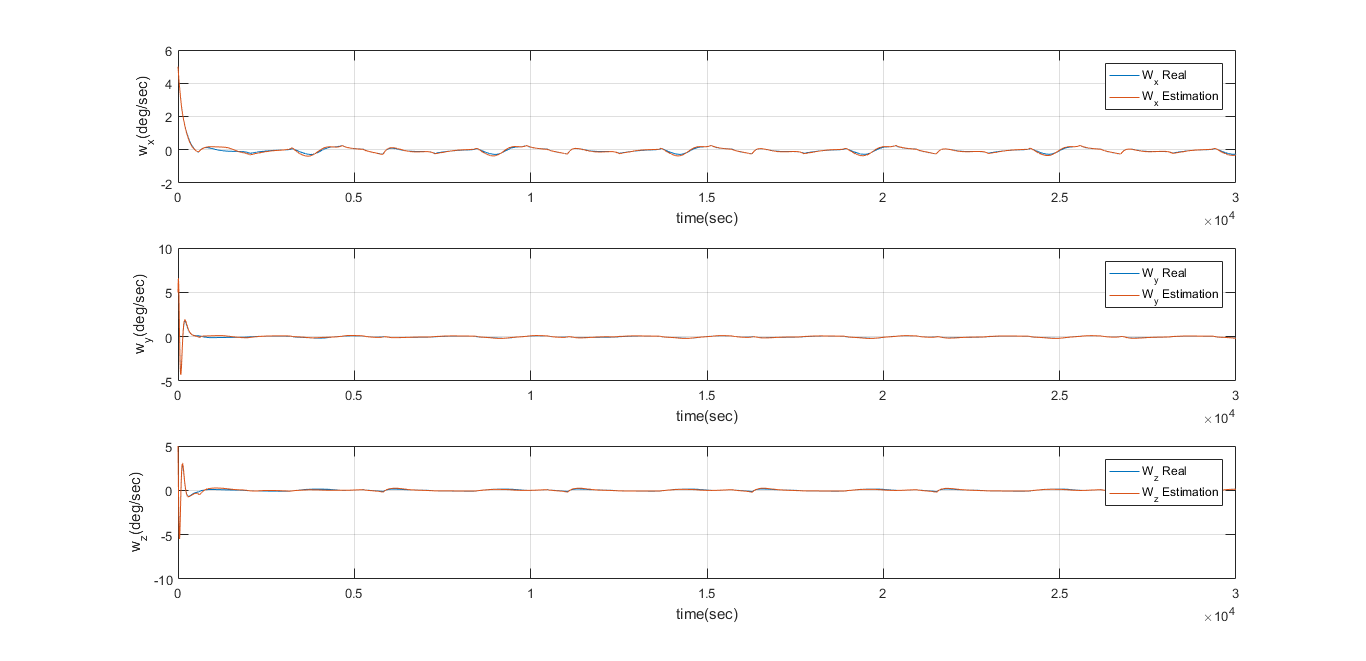 6
4
2
0
-2
w_x(deg/sec)
W_x Real
W_x Estimation
0 0.5 1 1.5 2 2.5 3
time(sec)
×10^4
10
5
0
-5
w_y(deg/sec)
W_y Real
W_y Estimation
0 0.5 1 1.5 2 2.5 3
time(sec)
×10^4
5
0
-5
-10
w_z(deg/sec)
W_z Real
W_z Estimation
0 0.5 1 1.5 2 2.5 3
time(sec)
×10^4